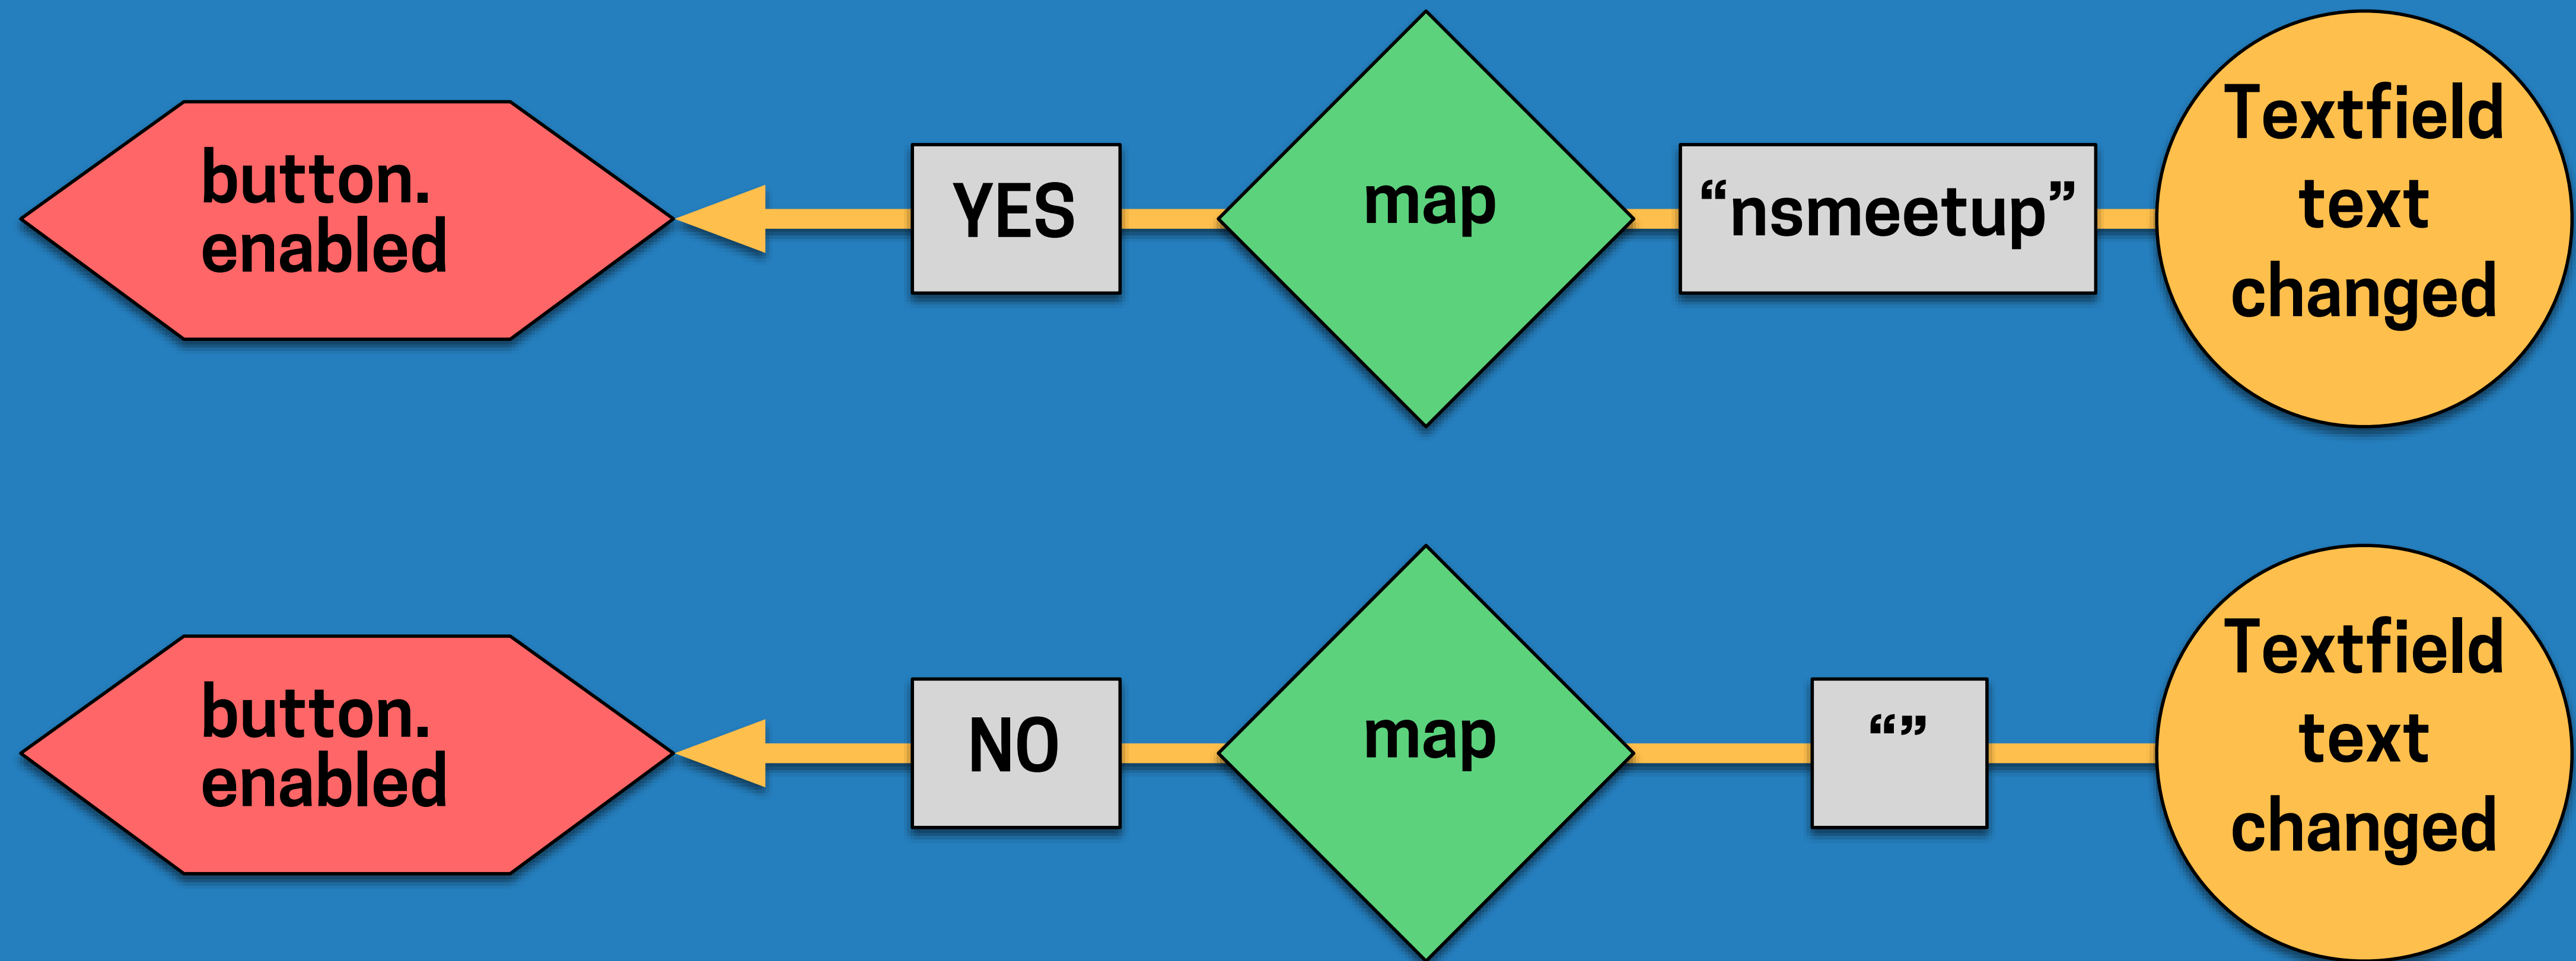 button.
enabled
YES
map
“nsmeetup”
Textfield
text
changed
button.
enabled
NO
map
“”
Textfield
text
changed